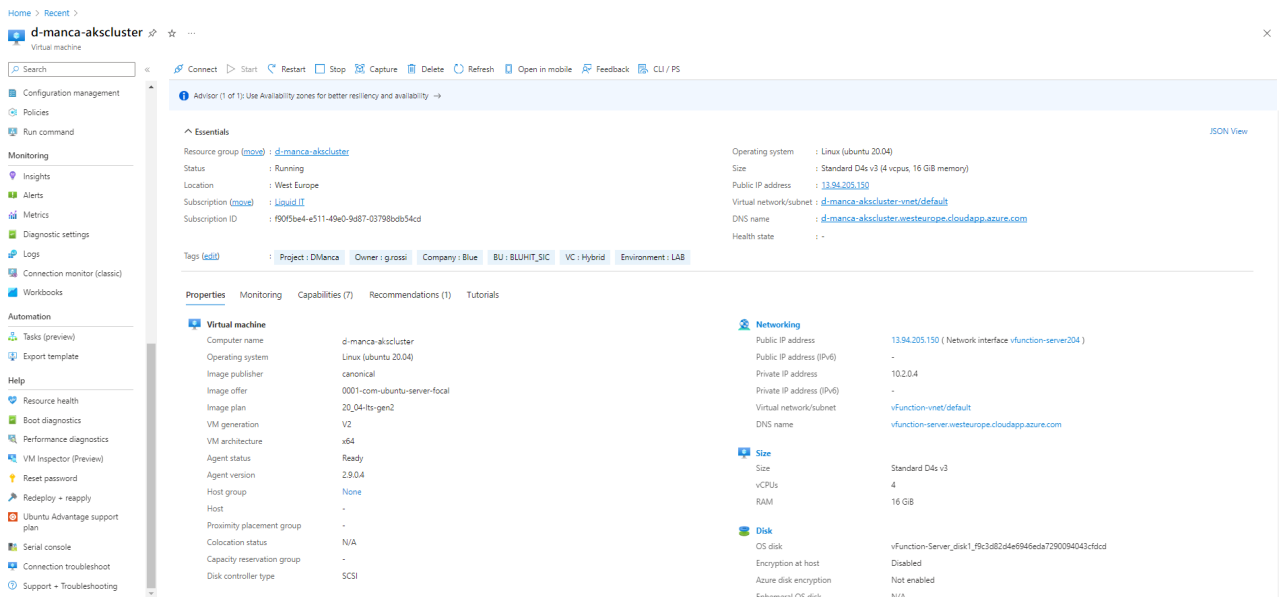 Home > Recent >
d-manca-akscluster
Virtual machine
Search
Connect Start Restart Stop Capture Delete Refresh Open in mobile Feedback CLI / PS
Configuration management
Policies
Run command
Monitoring
Insights
Alerts
Metrics
Diagnostic settings
Logs
Connection monitor (classic)
Workbooks
Automation
Tasks (preview)
Export template
Help
Resource health
Boot diagnostics
Performance diagnostics
VM Inspector (Preview)
Reset password
Redeploy + reapply
Ubuntu Advantage support
plan
Serial console
Connection troubleshoot
Support + Troubleshooting
Advisor (1 of 1): Use Availability zones for better resiliency and availability →
Essentials
JSON View
Resource group (move) : d-manca-akscluster
Status : Running
Location : West Europe
Subscription (move) : Liquid IT
Subscription ID : f90f5be4-e511-49e0-9d87-03798bdb54cd
Operating system : Linux (ubuntu 20.04)
Size : Standard D4s v3 (4 vcpus, 16 GiB memory)
Public IP address : 13.94.205.150
Virtual network/subnet : d-manca-akscluster-vnet/default
DNS name : d-manca-akscluster.westeurope.cloudapp.azure.com
Health state : -
Tags (edit) : Project : DManca Owner : g.rossi Company : Blue BU : BLUHIT_SIC VC : Hybrid Environment : LAB
Properties Monitoring Capabilities (7) Recommendations (1) Tutorials
Virtual machine
Computer name d-manca-akscluster
Operating system Linux (ubuntu 20.04)
Image publisher canonical
Image offer 0001-com-ubuntu-server-focal
Image plan 20_04-lts-gen2
VM generation V2
VM architecture x64
Agent status Ready
Agent version 2.9.0.4
Host group None
Host -
Proximity placement group -
Colocation status N/A
Capacity reservation group -
Disk controller type SCSI
Networking
Public IP address 13.94.205.150 ( Network interface vfunction-server204 )
Public IP address (IPv6) -
Private IP address 10.2.0.4
Private IP address (IPv6) -
Virtual network/subnet vFunction-vnet/default
DNS name vfunction-server.westeurope.cloudapp.azure.com
Size
Size Standard D4s v3
vCPUs 4
RAM 16 GiB
Disk
OS disk vFunction-Server_disk1_f9c3d82d4e6946eda7290094043cfdcd
Encryption at host Disabled
Azure disk encryption Not enabled
Ephemeral OS disk N/A